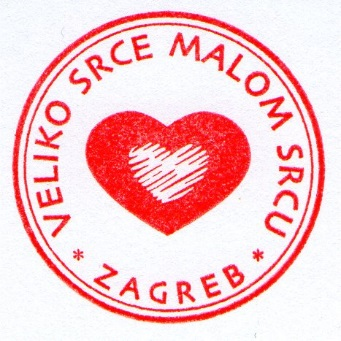 VELIKO SRCE MALOM SRCU
* ZAGREB *